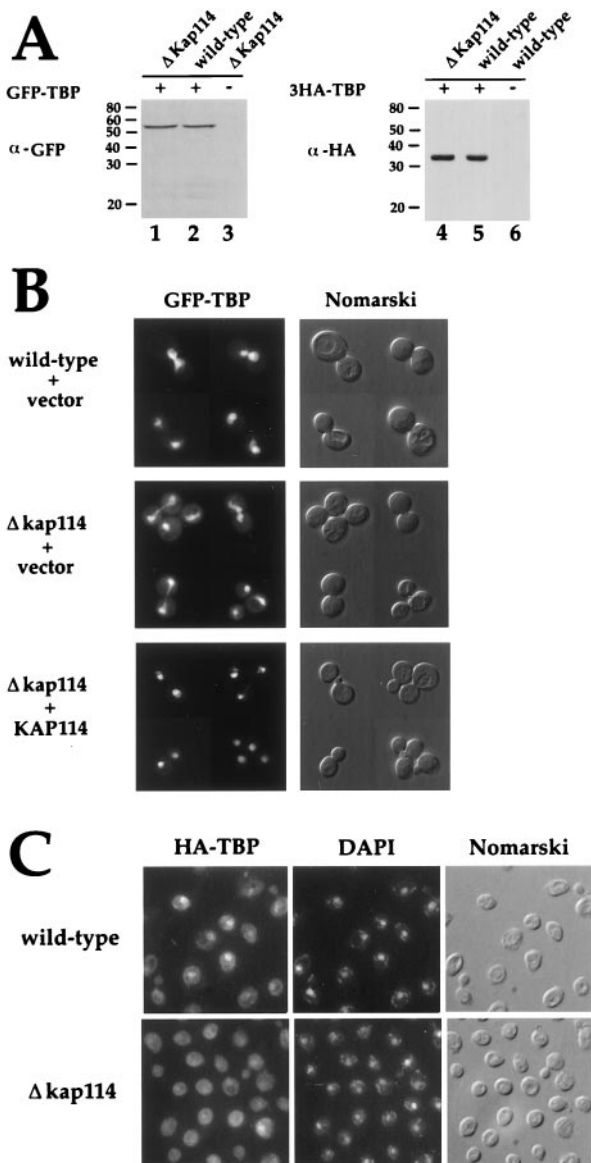 A
ΔKap114 wild-type ΔKap114
GFP-TBP + + -
80
60
50
40
30
20
α-GFP
1 2 3
ΔKap114 wild-type wild-type
3HA-TBP + + -
80
50
40
30
20
α-HA
4 5 6
B
GFP-TBP Nomarski
wild-type
+
vector
Δkap114
+
vector
Δkap114
+
KAP114
C
HA-TBP DAPI Nomarski
wild-type
Δkap114